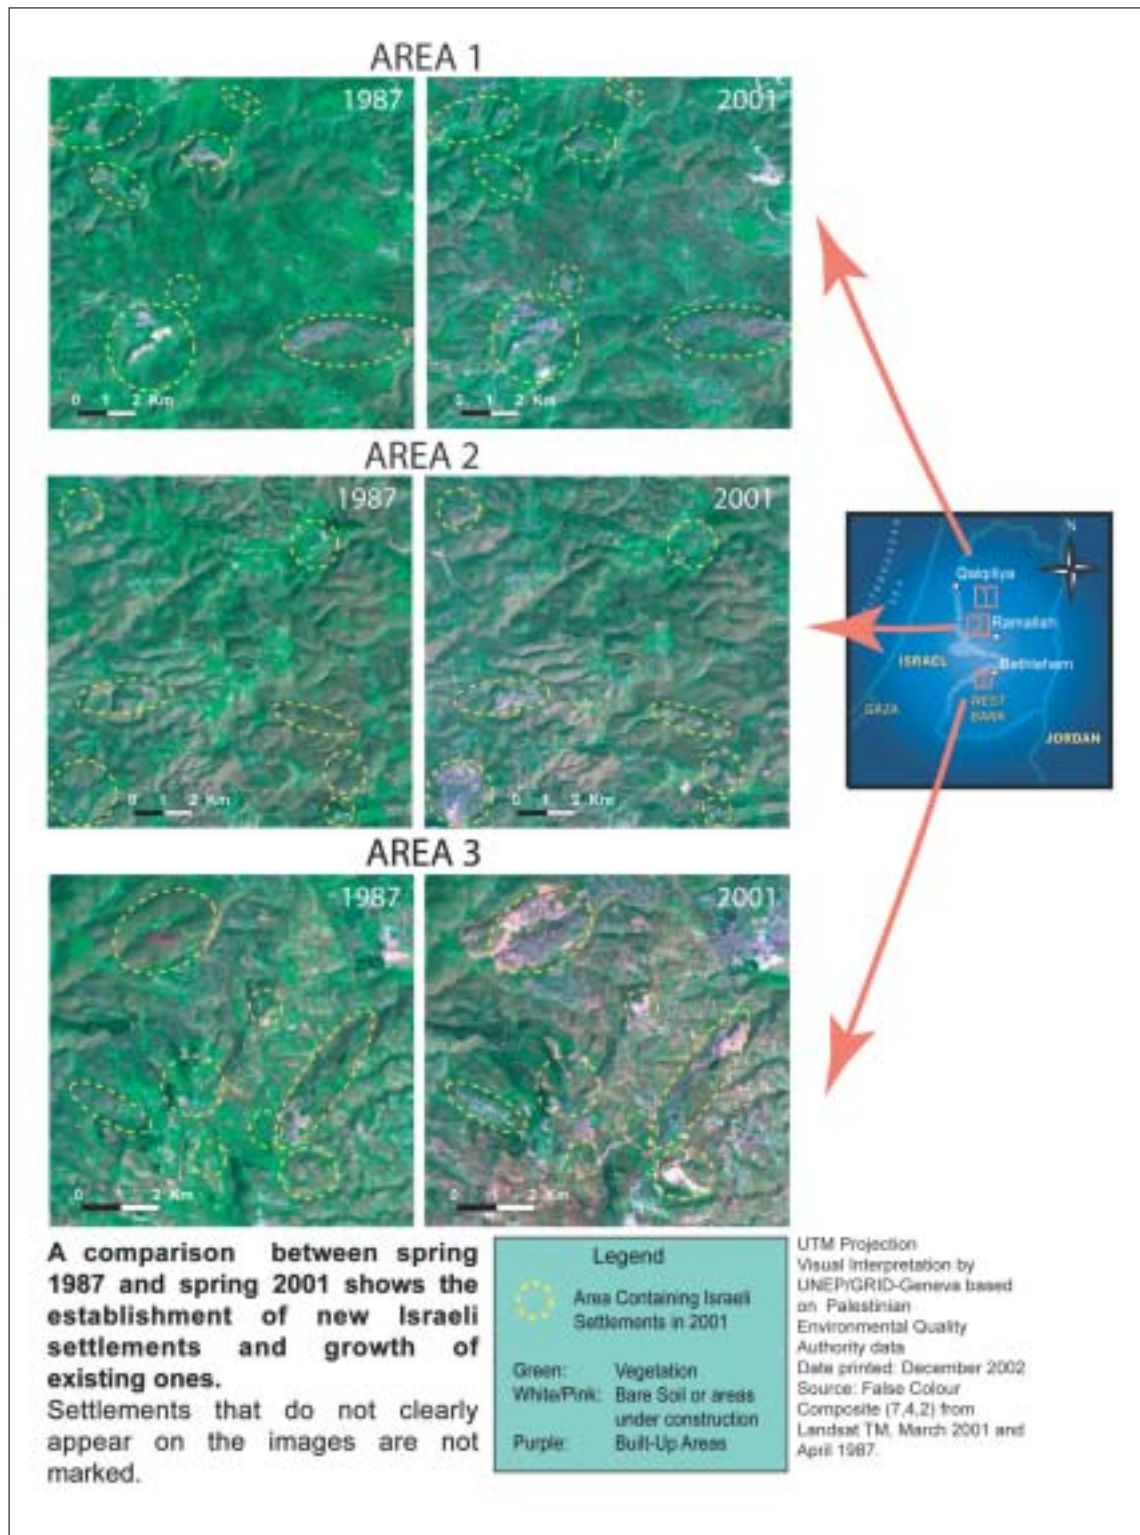 AREA 1
1987
2001
0 1 2 Km
0 1 2 Km
AREA 2
1987
2001
0 1 2 Km
0 1 2 Km
AREA 3
1987
2001
0 1 2 Km
0 1 2 Km
N
Qalqiliya
1
2
Ramallah
ISRAEL
Bethlehem
GAZA
WEST
BANK
JORDAN
A comparison between spring
1987 and spring 2001 shows the
establishment of new Israeli
settlements and growth of
existing ones.
Settlements that do not clearly
appear on the images are not
marked.
Legend
Area Containing Israeli
Settlements in 2001
Green: Vegetation
White/Pink: Bare Soil or areas
under construction
Purple: Built-Up Areas
UTM Projection
Visual Interpretation by
UNEP/GRID-Geneva based
on Palestinian
Environmental Quality
Authority data
Date printed: December 2002
Source: False Colour
Composite (7,4,2) from
Landsat TM, March 2001 and
April 1987.